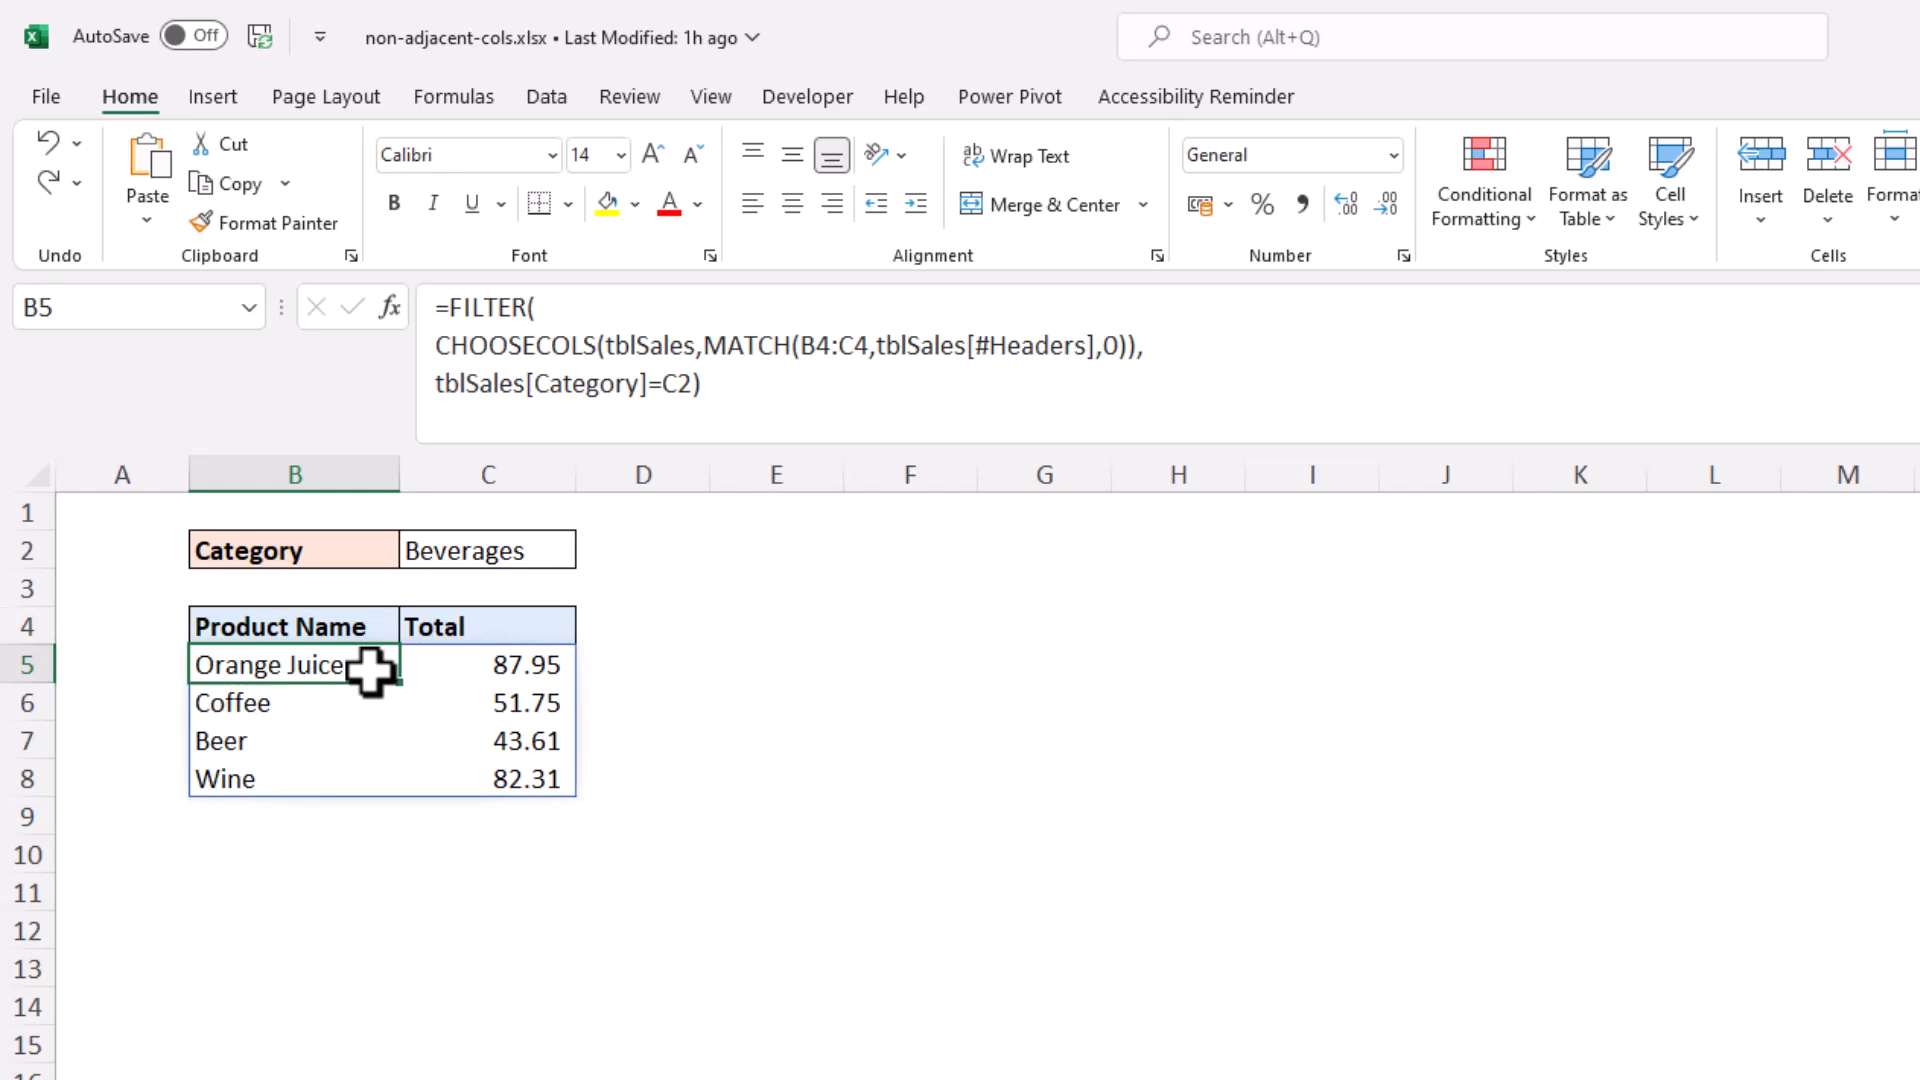 AutoSave Off non-adjacent-cols.xlsx • Last Modified: 1h ago Search (Alt+Q)
File Home Insert Page Layout Formulas Data Review View Developer Help Power Pivot Accessibility Reminder
Cut
Copy
Format Painter
Paste
Undo
Clipboard
Calibri 14
B I U
Font
Wrap Text
Merge & Center
Alignment
General
Number
Conditional Formatting
Format as Table
Cell Styles
Styles
Insert
Delete
Forma
Cells
B5
fx
=FILTER(
CHOOSECOLS(tblSales,MATCH(B4:C4,tblSales[#Headers],0)),
tblSales[Category]=C2)
A B C D E F G H I J K L M
1
2 Category Beverages
3
4 Product Name Total
5 Orange Juice 87.95
6 Coffee 51.75
7 Beer 43.61
8 Wine 82.31
9
10
11
12
13
14
15